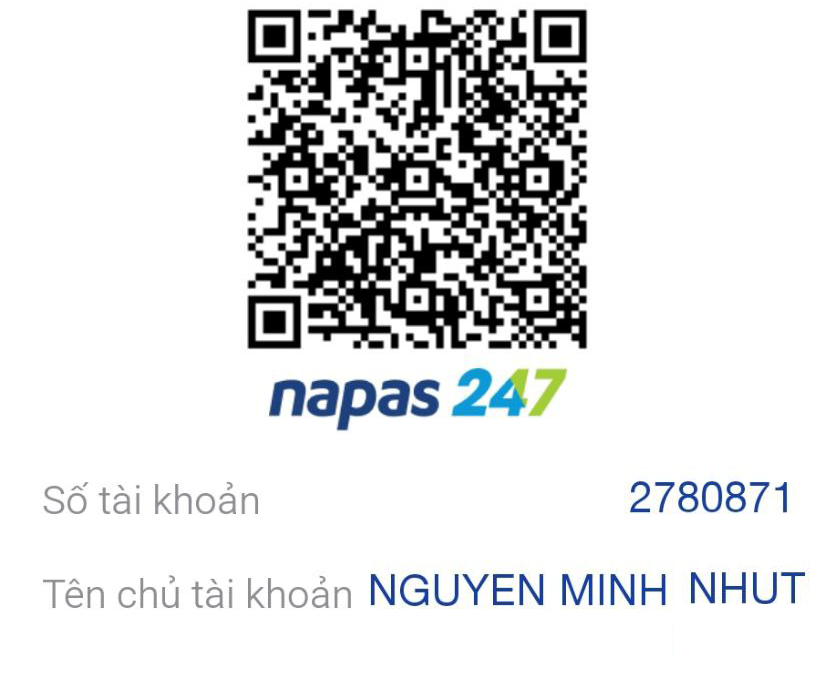 napas 247
Số tài khoản 2780871
Tên chủ tài khoản NGUYEN MINH NHUT